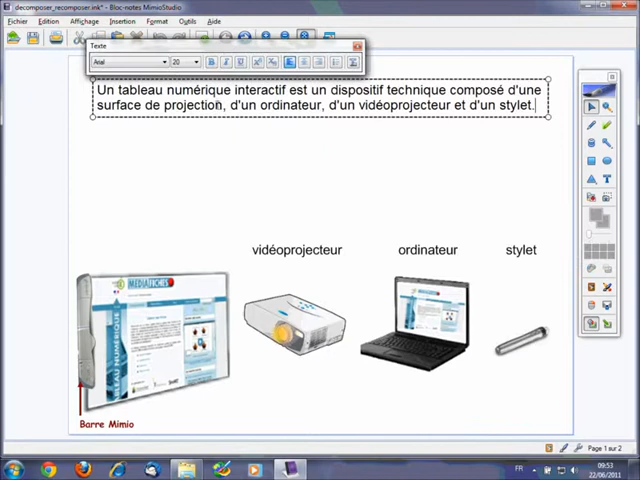 decomposer_recomposer.ink* - Bloc-notes MimioStudio
Fichier Edition Affichage Insertion Format Outils Aide
Texte
Arial 20
Un tableau numérique interactif est un dispositif technique composé d'une
surface de projection, d'un ordinateur, d'un vidéoprojecteur et d'un stylet.
vidéoprojecteur ordinateur stylet
MEDIAFICHES
TABLEAU NUMÉRIQUE
Barre Mimio
Page 1 sur 2
FR
09:53
22/06/2011